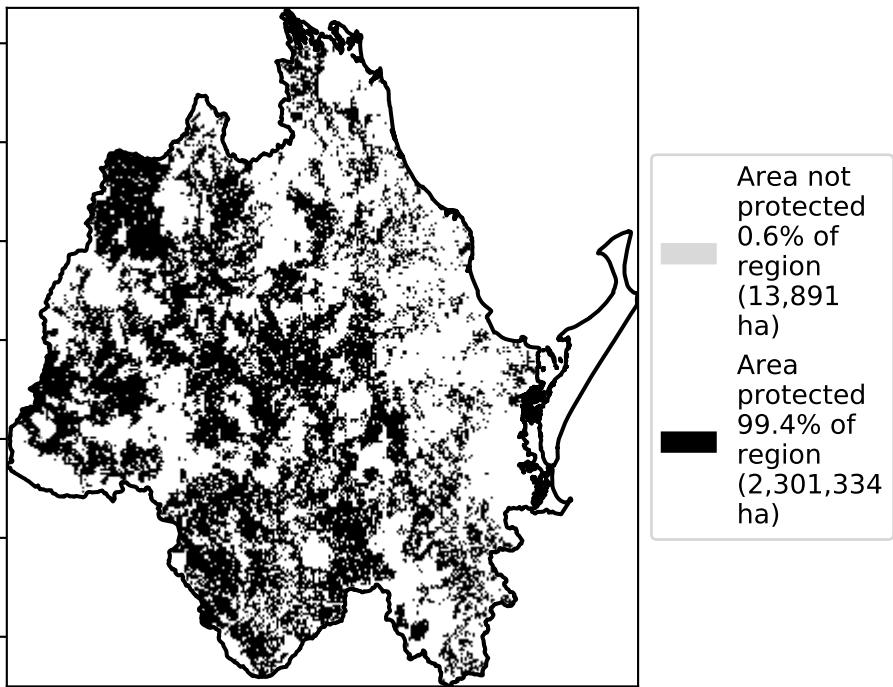 Area not
protected
0.6% of
region
(13,891
ha)
Area
protected
99.4% of
region
(2,301,334
ha)